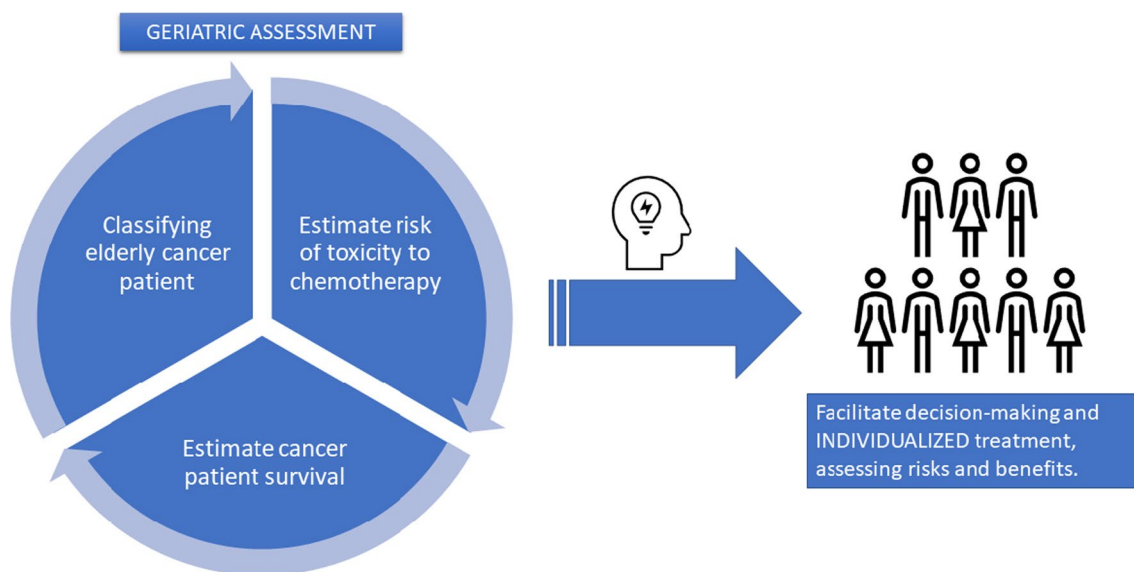 GERIATRIC ASSESSMENT
Classifying
elderly cancer
patient
Estimate risk
of toxicity to
chemotherapy
Estimate cancer
patient survival
Facilitate decision-making and
INDIVIDUALIZED treatment,
assessing risks and benefits.